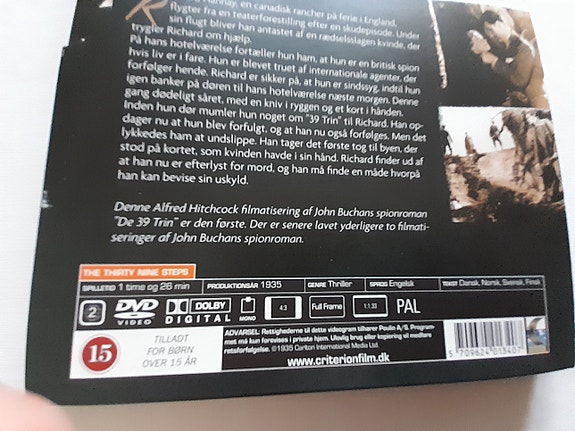 Hannay, en canadisk rancher på ferie i England,
flygter fra en teaterforestilling efter en skudepisode. Under
sin flugt bliver han antastet af en rædselsslagen kvinde, der
trygler Richard om hjælp.
På hans hotelværelse fortæller hun ham, at hun er en britisk spion
hvis liv er i fare. Hun er blevet truet af internationale agenter, der
forfølger hende. Richard er sikker på, at hun er sindssyg, indtil hun
igen banker på døren til hans hotelværelse næste morgen. Denne
gang dødeligt såret, med en kniv i ryggen og et kort i hånden.
Inden hun dør mumler hun noget om "39 Trin" til Richard. Han op-
dager nu at hun blev forfulgt, og at han nu også forfølges. Men det
lykkedes ham at undslippe. Han tager det første tog til byen, der
stod på kortet, som kvinden havde i sin hånd. Richard finder ud af
at han nu er efterlyst for mord, og han må finde en måde hvorpå
han kan bevise sin uskyld.
Denne Alfred Hitchcock filmatisering af John Buchans spionroman
"De 39 Trin" er den første. Der er senere lavet yderligere to filmati-
seringer af John Buchans spionroman.
THE THIRTY NINE STEPS
SPILLETID 1 time og 26 min PRODUKTIONSÅR 1935 GENRE Thriller SPROG Engelsk TEKST Dansk, Norsk, Svensk, Finsk
2 DVD VIDEO DOLBY DIGITAL MONO 4:3 Full Frame 1:1.33 PAL
15 TILLADT FOR BØRN OVER 15 ÅR
ADVARSEL: Rettighederne til dette videogram tilhører Poulin A/S. Program-
met må kun forevises i private hjem. Ulovlig brug eller kopiering vil medføre
retsforfølgelse. ©1935 Carlton International Media Ltd
www.criterionfilm.dk
5 709624 013407